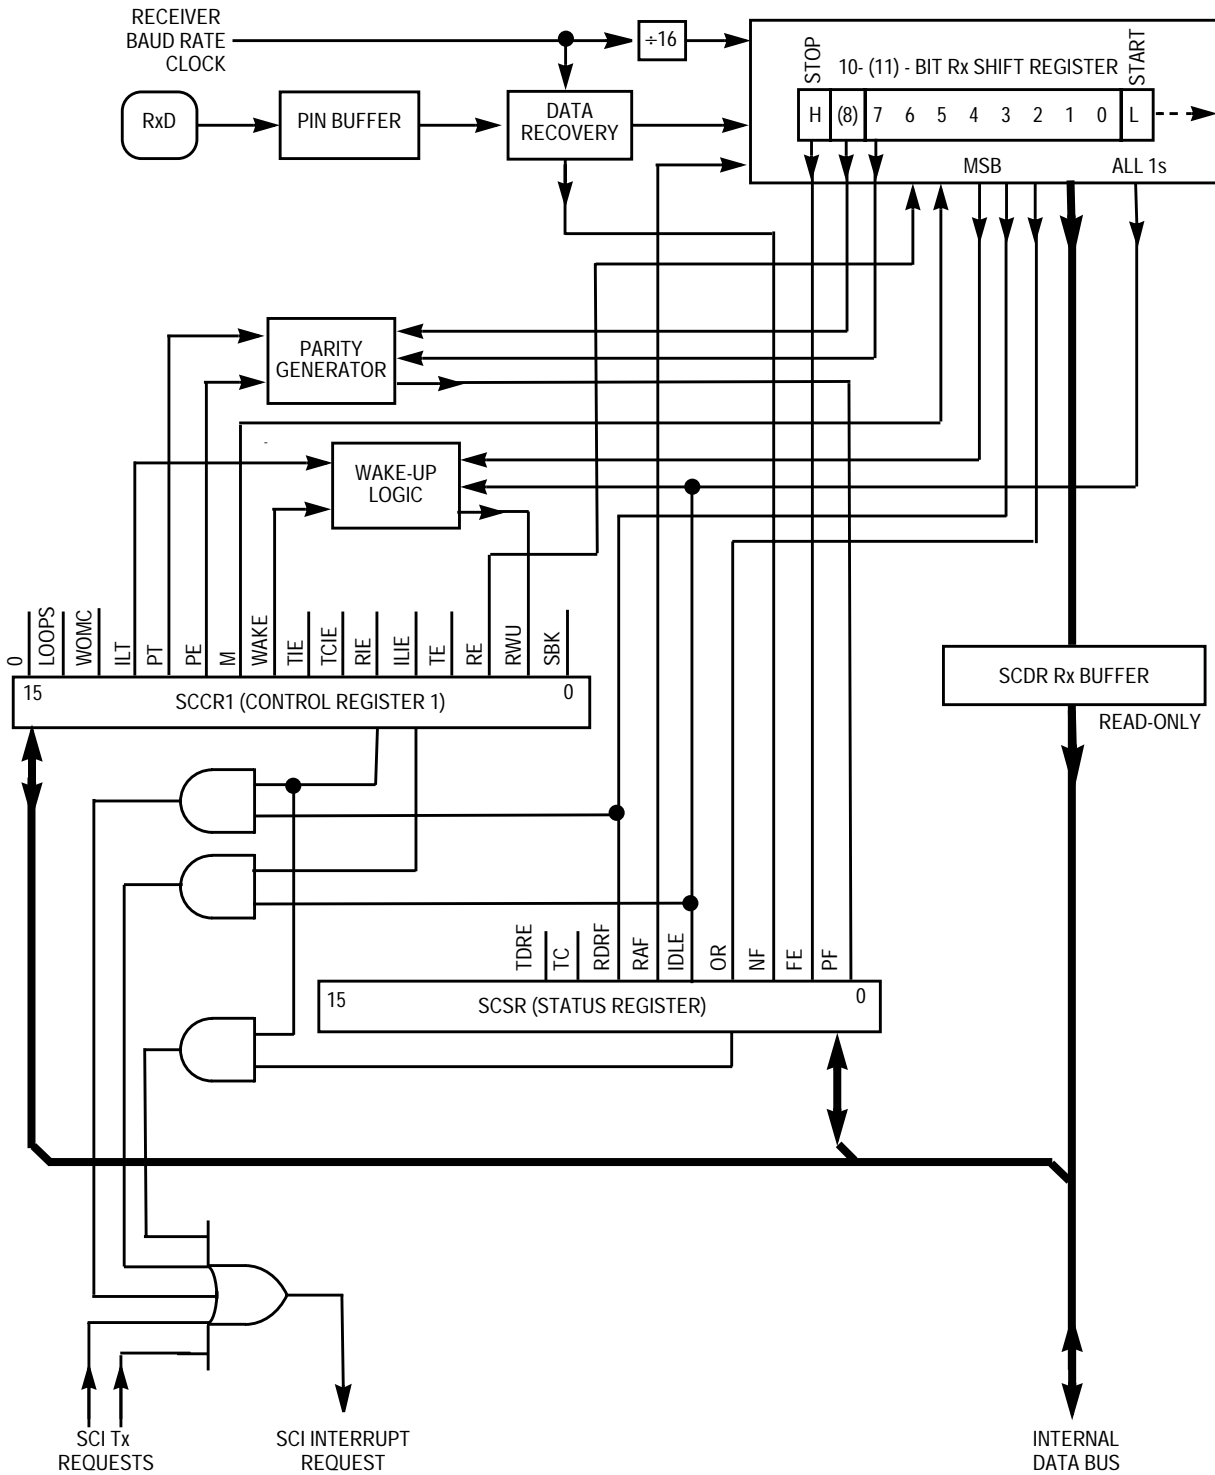 RECEIVER
BAUD RATE
CLOCK
÷16
STOP
10- (11) - BIT Rx SHIFT REGISTER
START
RxD
PIN BUFFER
DATA
RECOVERY
H (8) 7 6 5 4 3 2 1 0 L
MSB
ALL 1s
PARITY
GENERATOR
WAKE-UP
LOGIC
0
LOOPS
WOMC
ILT
PT
PE
M
WAKE
TIE
TCIE
RIE
ILIE
TE
RE
RWU
SBK
15
SCCR1 (CONTROL REGISTER 1)
0
SCDR Rx BUFFER
READ-ONLY
TDRE
TC
RDRF
RAF
IDLE
OR
NF
FE
PF
15
SCSR (STATUS REGISTER)
0
SCI Tx
REQUESTS
SCI INTERRUPT
REQUEST
INTERNAL
DATA BUS